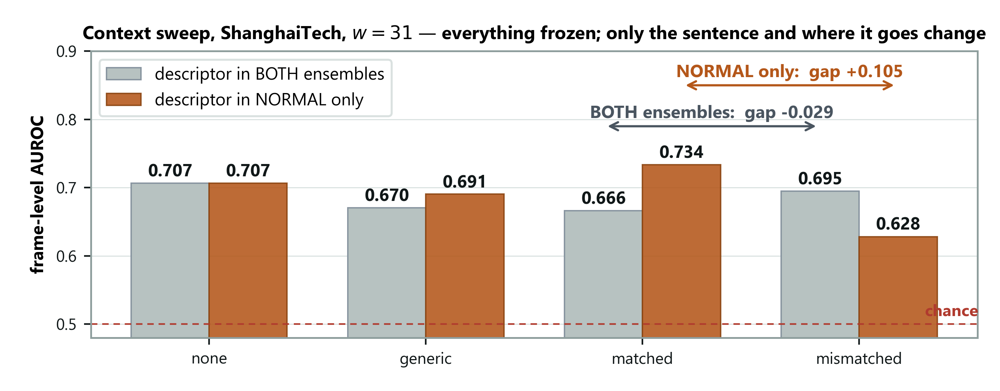 Context sweep, ShanghaiTech, w = 31 — everything frozen; only the sentence and where it goes change
frame-level AUROC
0.9
0.8
0.7
0.6
0.5
descriptor in BOTH ensembles
descriptor in NORMAL only
NORMAL only: gap +0.105
BOTH ensembles: gap -0.029
0.707
0.707
0.670
0.691
0.666
0.734
0.695
0.628
chance
none
generic
matched
mismatched